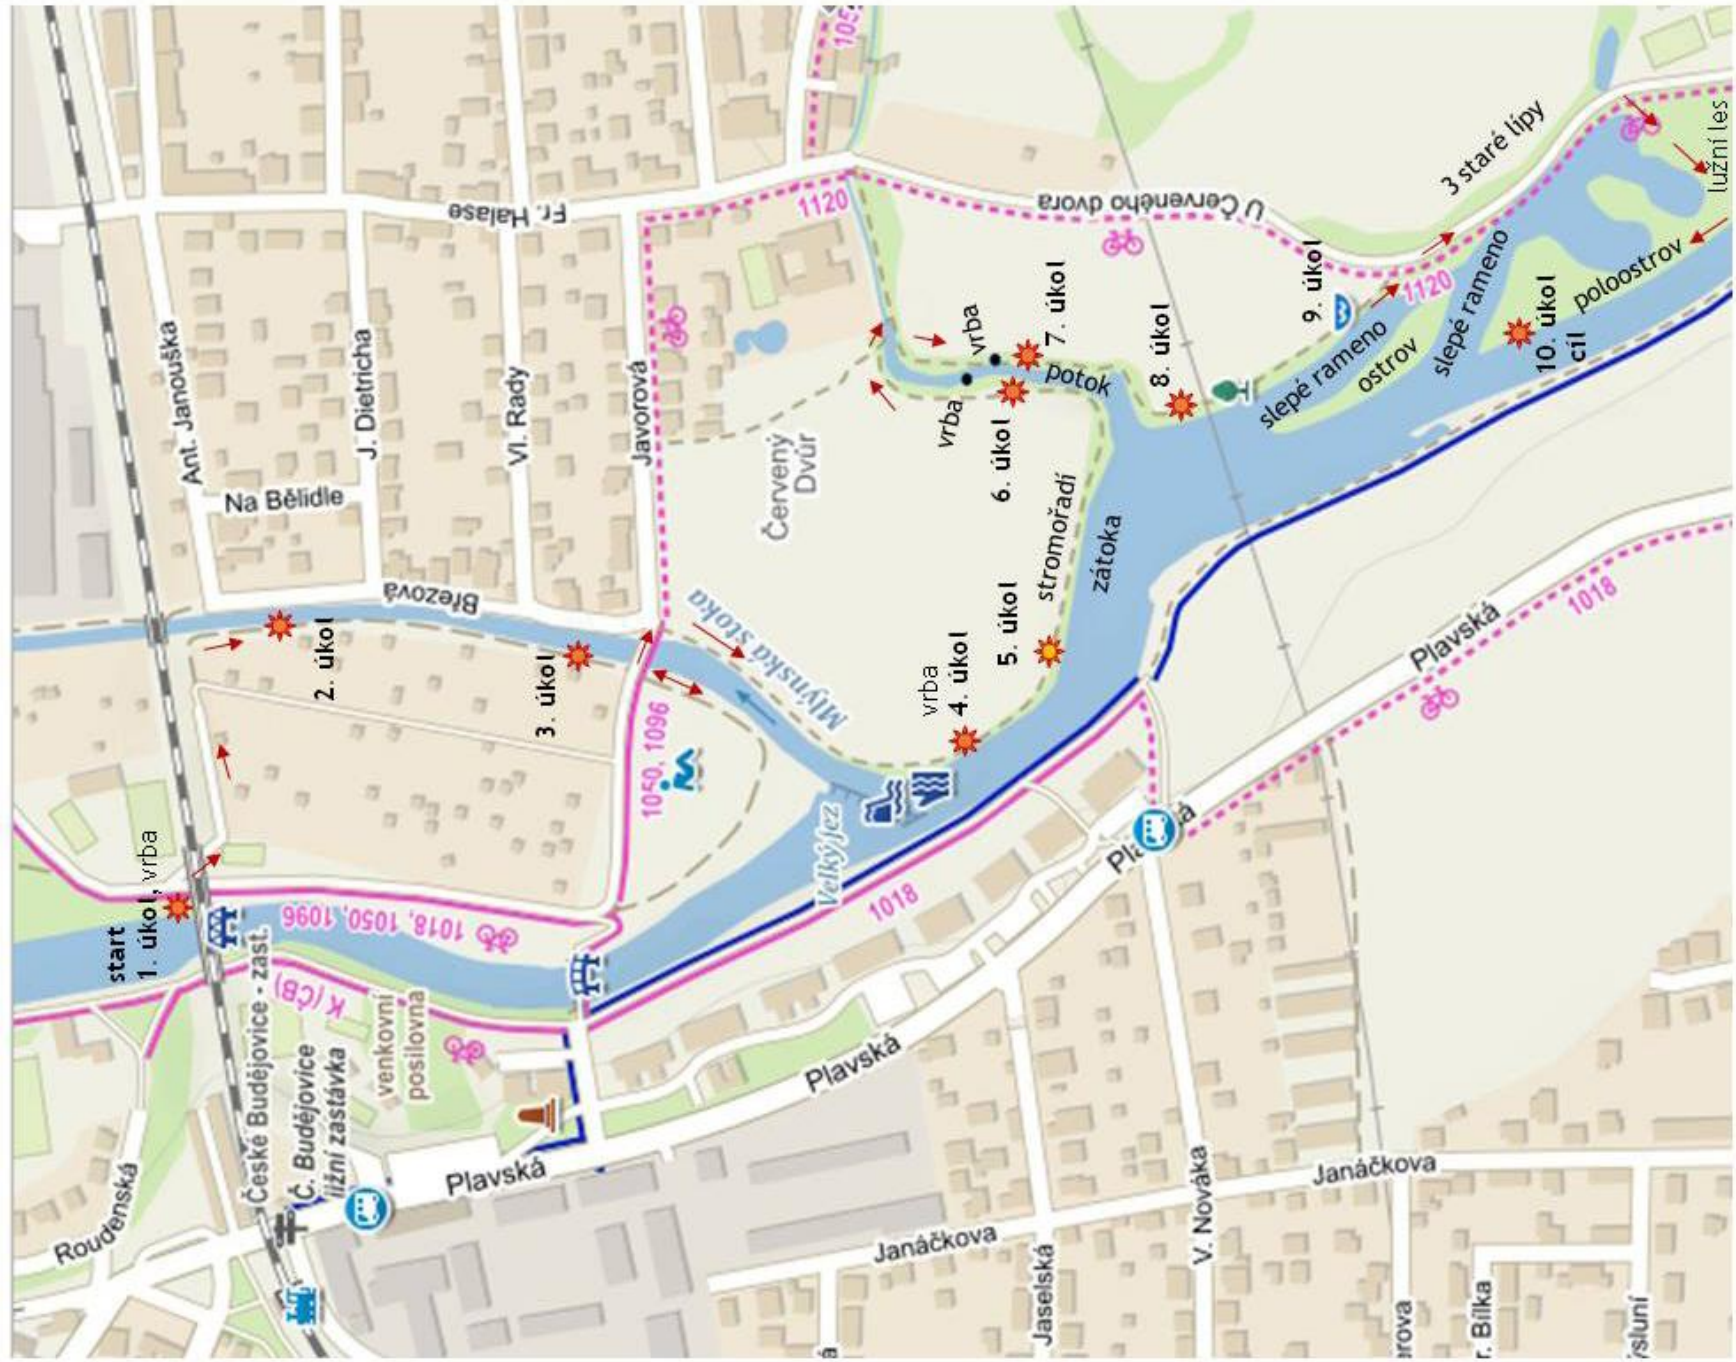 start
1. úkol, vrba
2. úkol
3. úkol
vrba
4. úkol
5. úkol
stromořadí
zátoka
vrba
6. úkol
vrba
7. úkol
potok
8. úkol
9. úkol
slepé rameno
ostrov
slepé rameno
10. úkol
cíl
poloostrov
3 staré lípy
lužní les
Roudenská
České Budějovice - zast.
Č. Budějovice
jižní zastávka
venkovní
posilovna
K (ČB)
1018, 1050, 1096
1050, 1096
1018
1018
1120
1120
Ant. Janouška
Na Bělidle
J. Dietricha
Vl. Rady
Javorová
Březová
Fr. Halase
U Červeného dvora
Červený
Dvůr
Mlýnská stoka
Velký jez
Plavská
Plavská
Plavská
Janáčkova
Janáčkova
Jaselská
V. Nováka